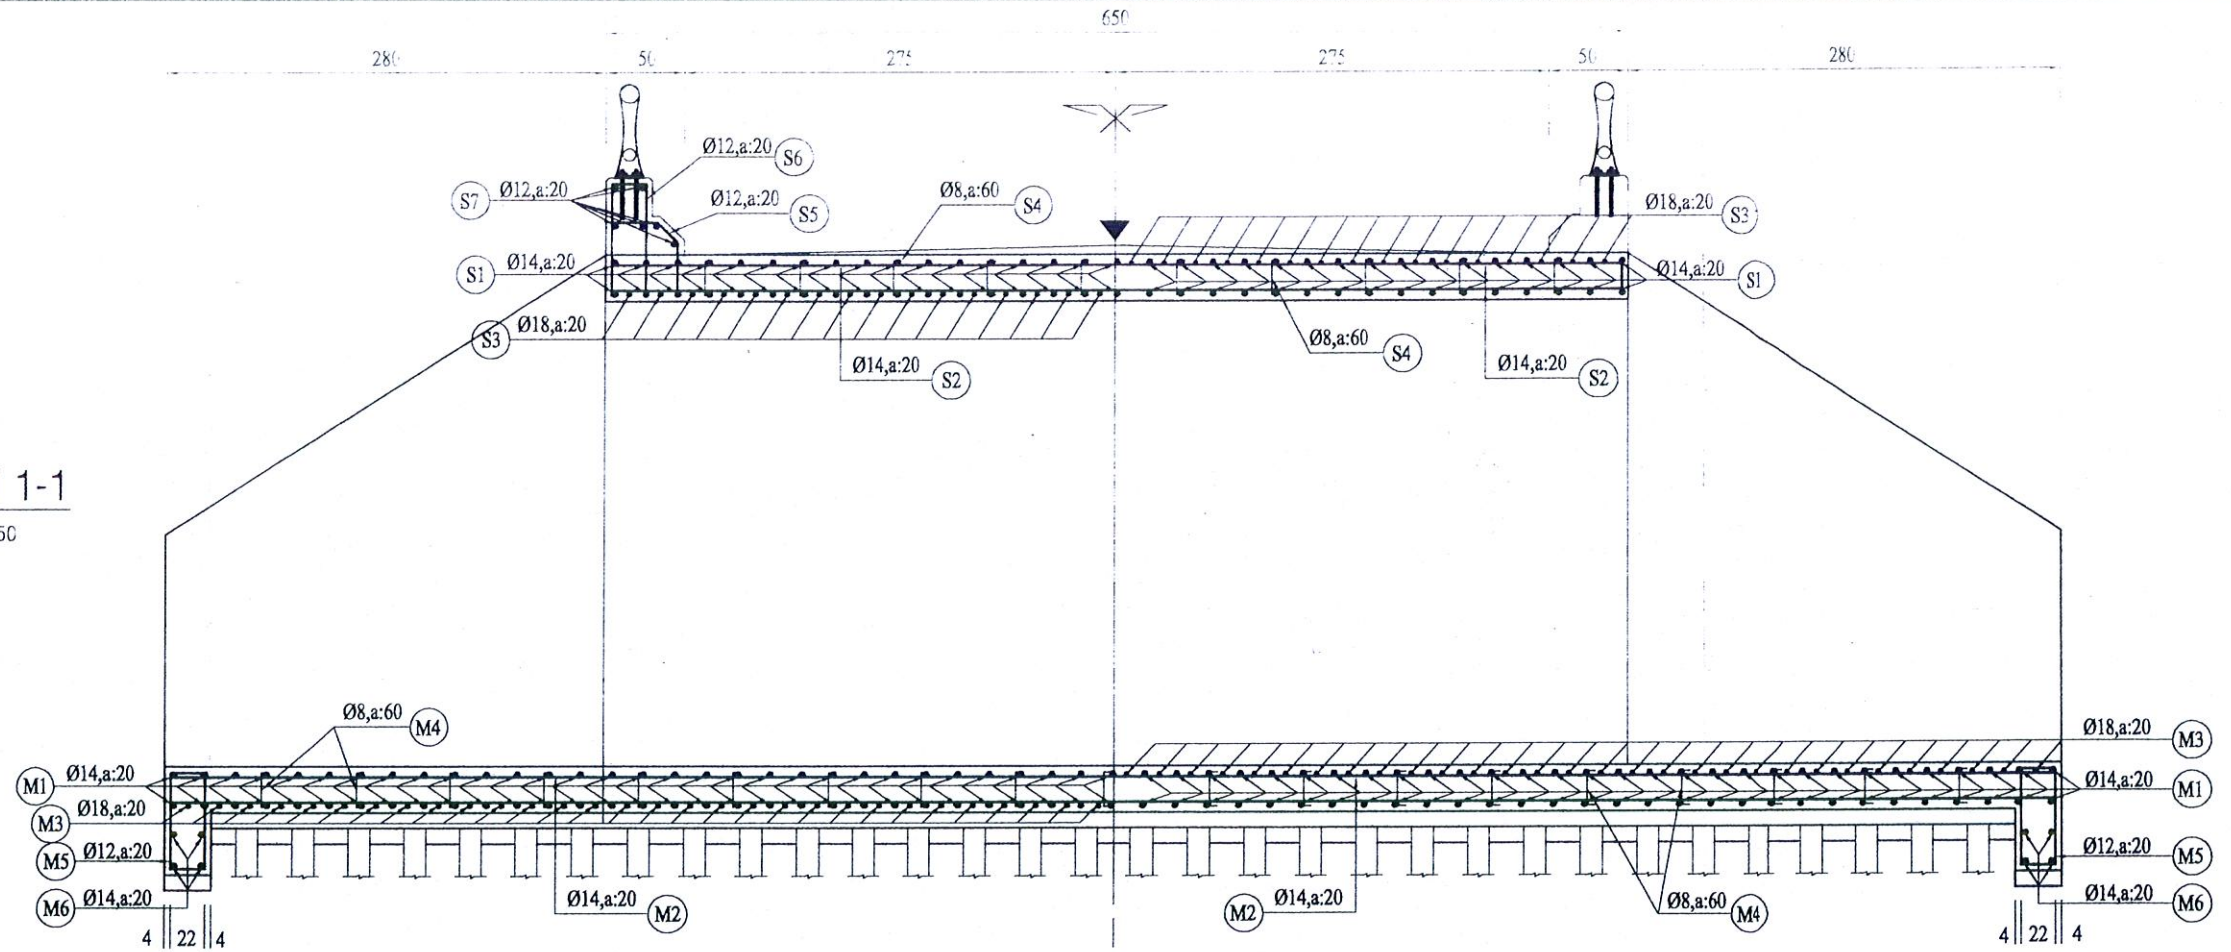 650
280 50 275 275 50 280
Ø12,a:20 S6
S7 Ø12,a:20
Ø12,a:20 S5
Ø8,a:60 S4
Ø18,a:20 S3
S1 Ø14,a:20
Ø14,a:20 S1
S3 Ø18,a:20
Ø8,a:60 S4
Ø14,a:20 S2
Ø14,a:20 S2
1-1
50
Ø8,a:60 M4
Ø18,a:20 M3
M1 Ø14,a:20
Ø14,a:20 M1
M3 Ø18,a:20
M5 Ø12,a:20
Ø12,a:20 M5
M6 Ø14,a:20
Ø14,a:20 M2
M2 Ø14,a:20
Ø8,a:60 M4
Ø14,a:20 M6
4 22 4
4 22 4